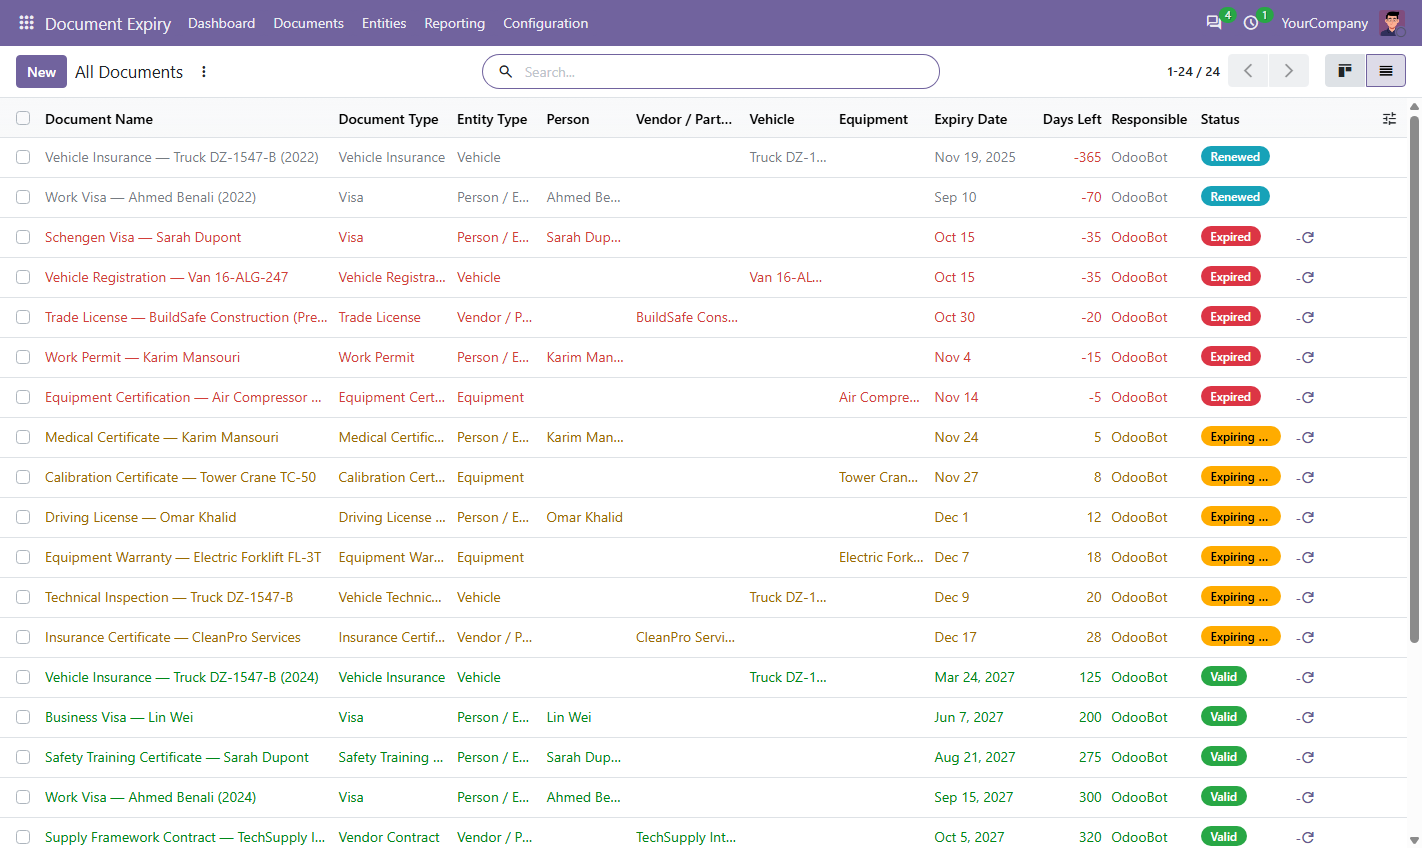 Document Expiry Dashboard Documents Entities Reporting Configuration 4 1 YourCompany
New All Documents Search... 1-24 / 24
Document Name Document Type Entity Type Person Vendor / Part... Vehicle Equipment Expiry Date Days Left Responsible Status
Vehicle Insurance — Truck DZ-1547-B (2022) Vehicle Insurance Vehicle Truck DZ-1... Nov 19, 2025 -365 OdooBot Renewed
Work Visa — Ahmed Benali (2022) Visa Person / E... Ahmed Be... Sep 10 -70 OdooBot Renewed
Schengen Visa — Sarah Dupont Visa Person / E... Sarah Dup... Oct 15 -35 OdooBot Expired -
Vehicle Registration — Van 16-ALG-247 Vehicle Registra... Vehicle Van 16-AL... Oct 15 -35 OdooBot Expired -
Trade License — BuildSafe Construction (Pre... Trade License Vendor / P... BuildSafe Cons... Oct 30 -20 OdooBot Expired -
Work Permit — Karim Mansouri Work Permit Person / E... Karim Man... Nov 4 -15 OdooBot Expired -
Equipment Certification — Air Compressor ... Equipment Cert... Equipment Air Compre... Nov 14 -5 OdooBot Expired -
Medical Certificate — Karim Mansouri Medical Certific... Person / E... Karim Man... Nov 24 5 OdooBot Expiring ... -
Calibration Certificate — Tower Crane TC-50 Calibration Cert... Equipment Tower Cran... Nov 27 8 OdooBot Expiring ... -
Driving License — Omar Khalid Driving License ... Person / E... Omar Khalid Dec 1 12 OdooBot Expiring ... -
Equipment Warranty — Electric Forklift FL-3T Equipment War... Equipment Electric Fork... Dec 7 18 OdooBot Expiring ... -
Technical Inspection — Truck DZ-1547-B Vehicle Technic... Vehicle Truck DZ-1... Dec 9 20 OdooBot Expiring ... -
Insurance Certificate — CleanPro Services Insurance Certif... Vendor / P... CleanPro Servi... Dec 17 28 OdooBot Expiring ... -
Vehicle Insurance — Truck DZ-1547-B (2024) Vehicle Insurance Vehicle Truck DZ-1... Mar 24, 2027 125 OdooBot Valid -
Business Visa — Lin Wei Visa Person / E... Lin Wei Jun 7, 2027 200 OdooBot Valid -
Safety Training Certificate — Sarah Dupont Safety Training ... Person / E... Sarah Dup... Aug 21, 2027 275 OdooBot Valid -
Work Visa — Ahmed Benali (2024) Visa Person / E... Ahmed Be... Sep 15, 2027 300 OdooBot Valid -
Supply Framework Contract — TechSupply I... Vendor Contract Vendor / P... TechSupply Int... Oct 5, 2027 320 OdooBot Valid -